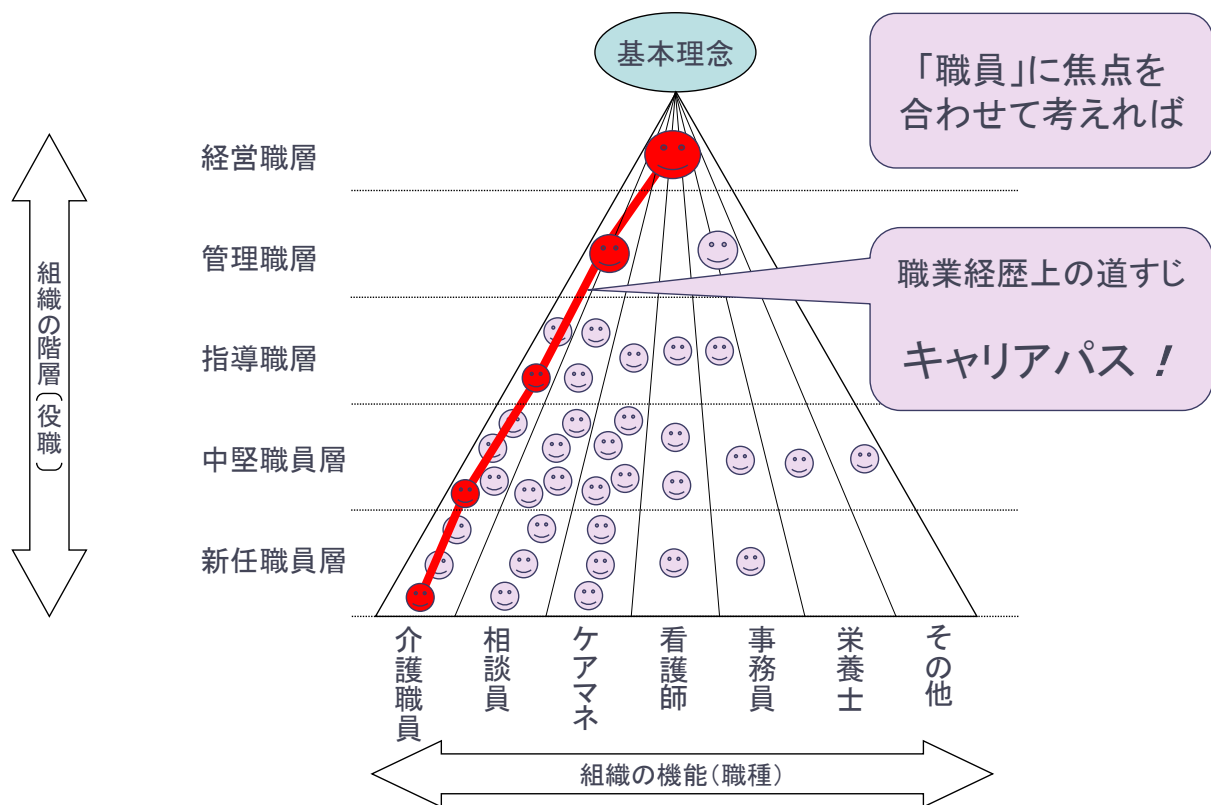 基本理念
「職員」に焦点を
合わせて考えれば
経営職層
管理職層
職業経歴上の道すじ
キャリアパス！
指導職層
中堅職員層
新任職員層
組織の階層（役職）
介護職員
相談員
ケアマネ
看護師
事務員
栄養士
その他
組織の機能（職種）